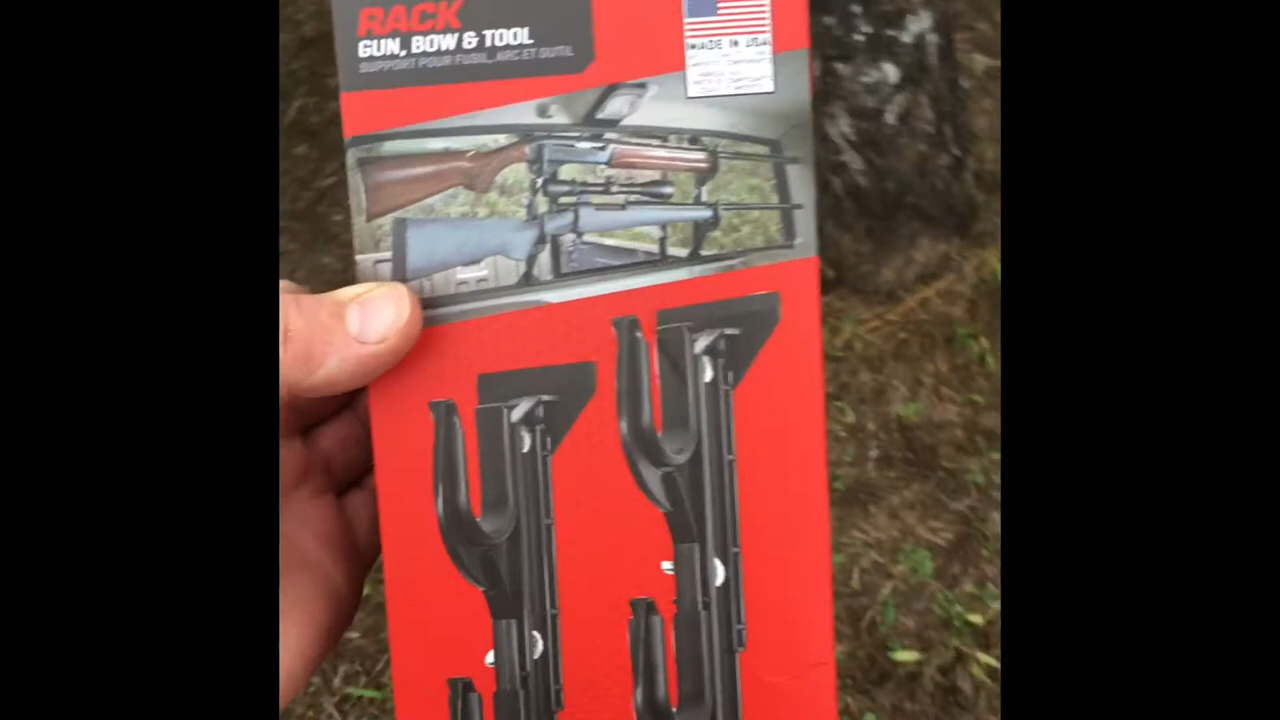 RACK
GUN, BOW & TOOL
SUPPORT POUR FUSIL, ARC ET OUTIL
MADE IN USA